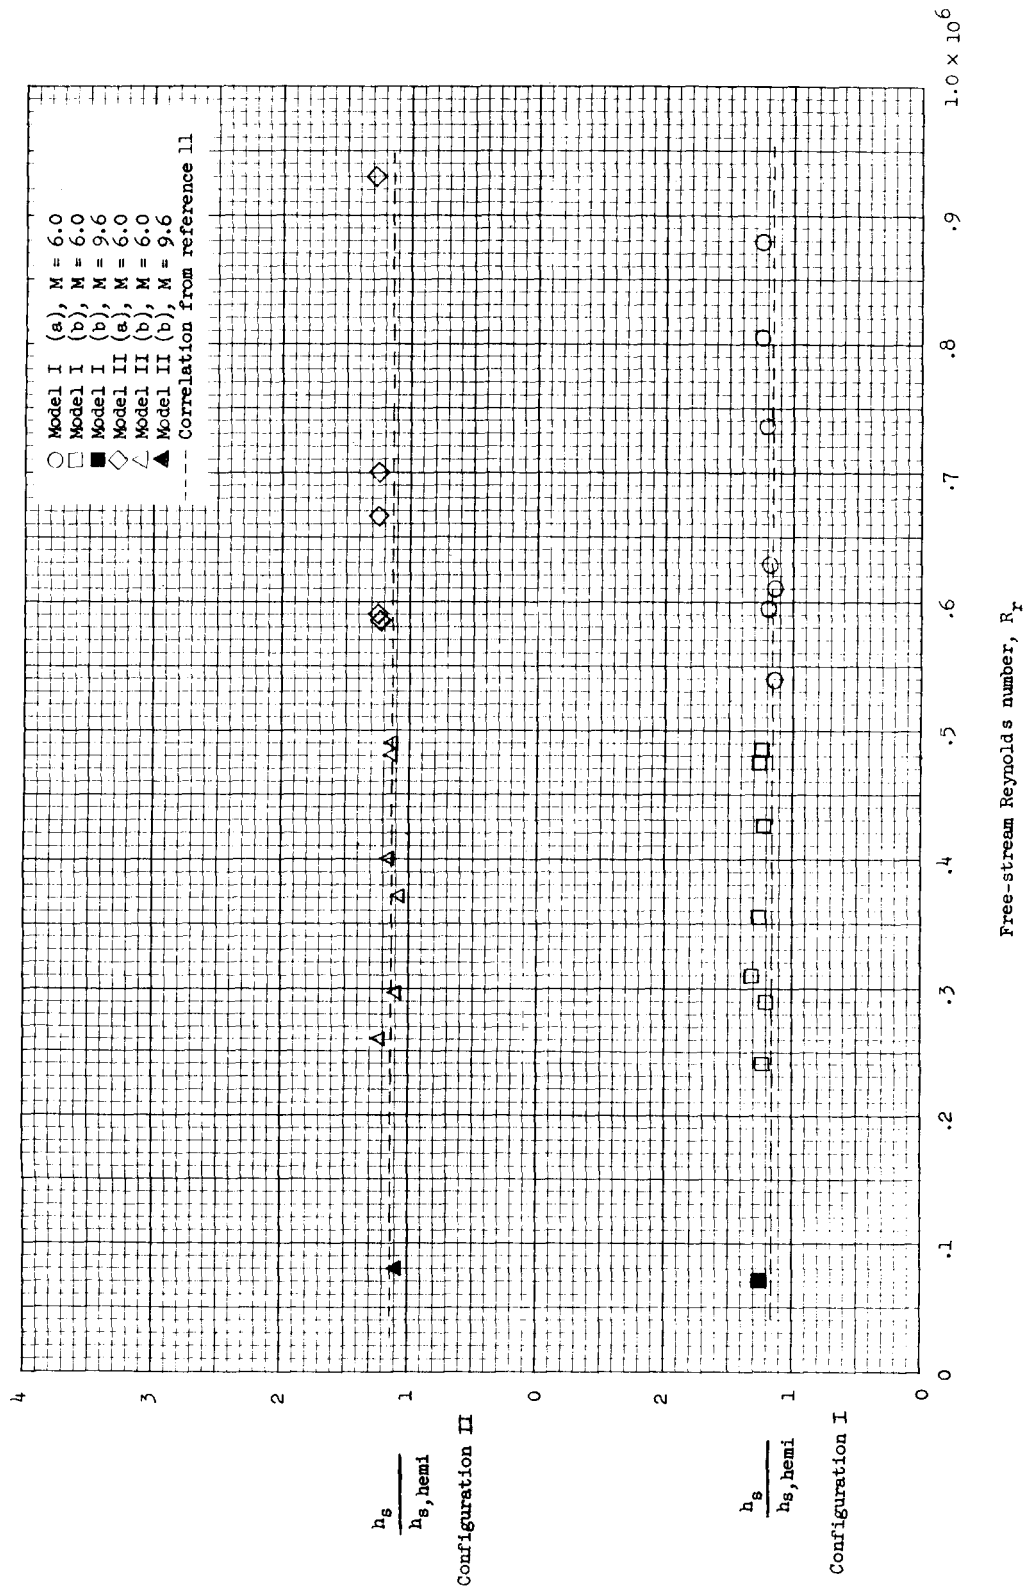 ○ Model I (a), M = 6.0
□ Model I (b), M = 6.0
■ Model I (b), M = 9.6
◇ Model II (a), M = 6.0
△ Model II (b), M = 6.0
▲ Model II (b), M = 9.6
---- Correlation from reference 11
4
3
2
1
0
h_s
h_s,hemi
Configuration II
2
1
0
h_s
h_s,hemi
Configuration I
0 .1 .2 .3 .4 .5 .6 .7 .8 .9 1.0 × 10⁶
Free-stream Reynolds number, R_r